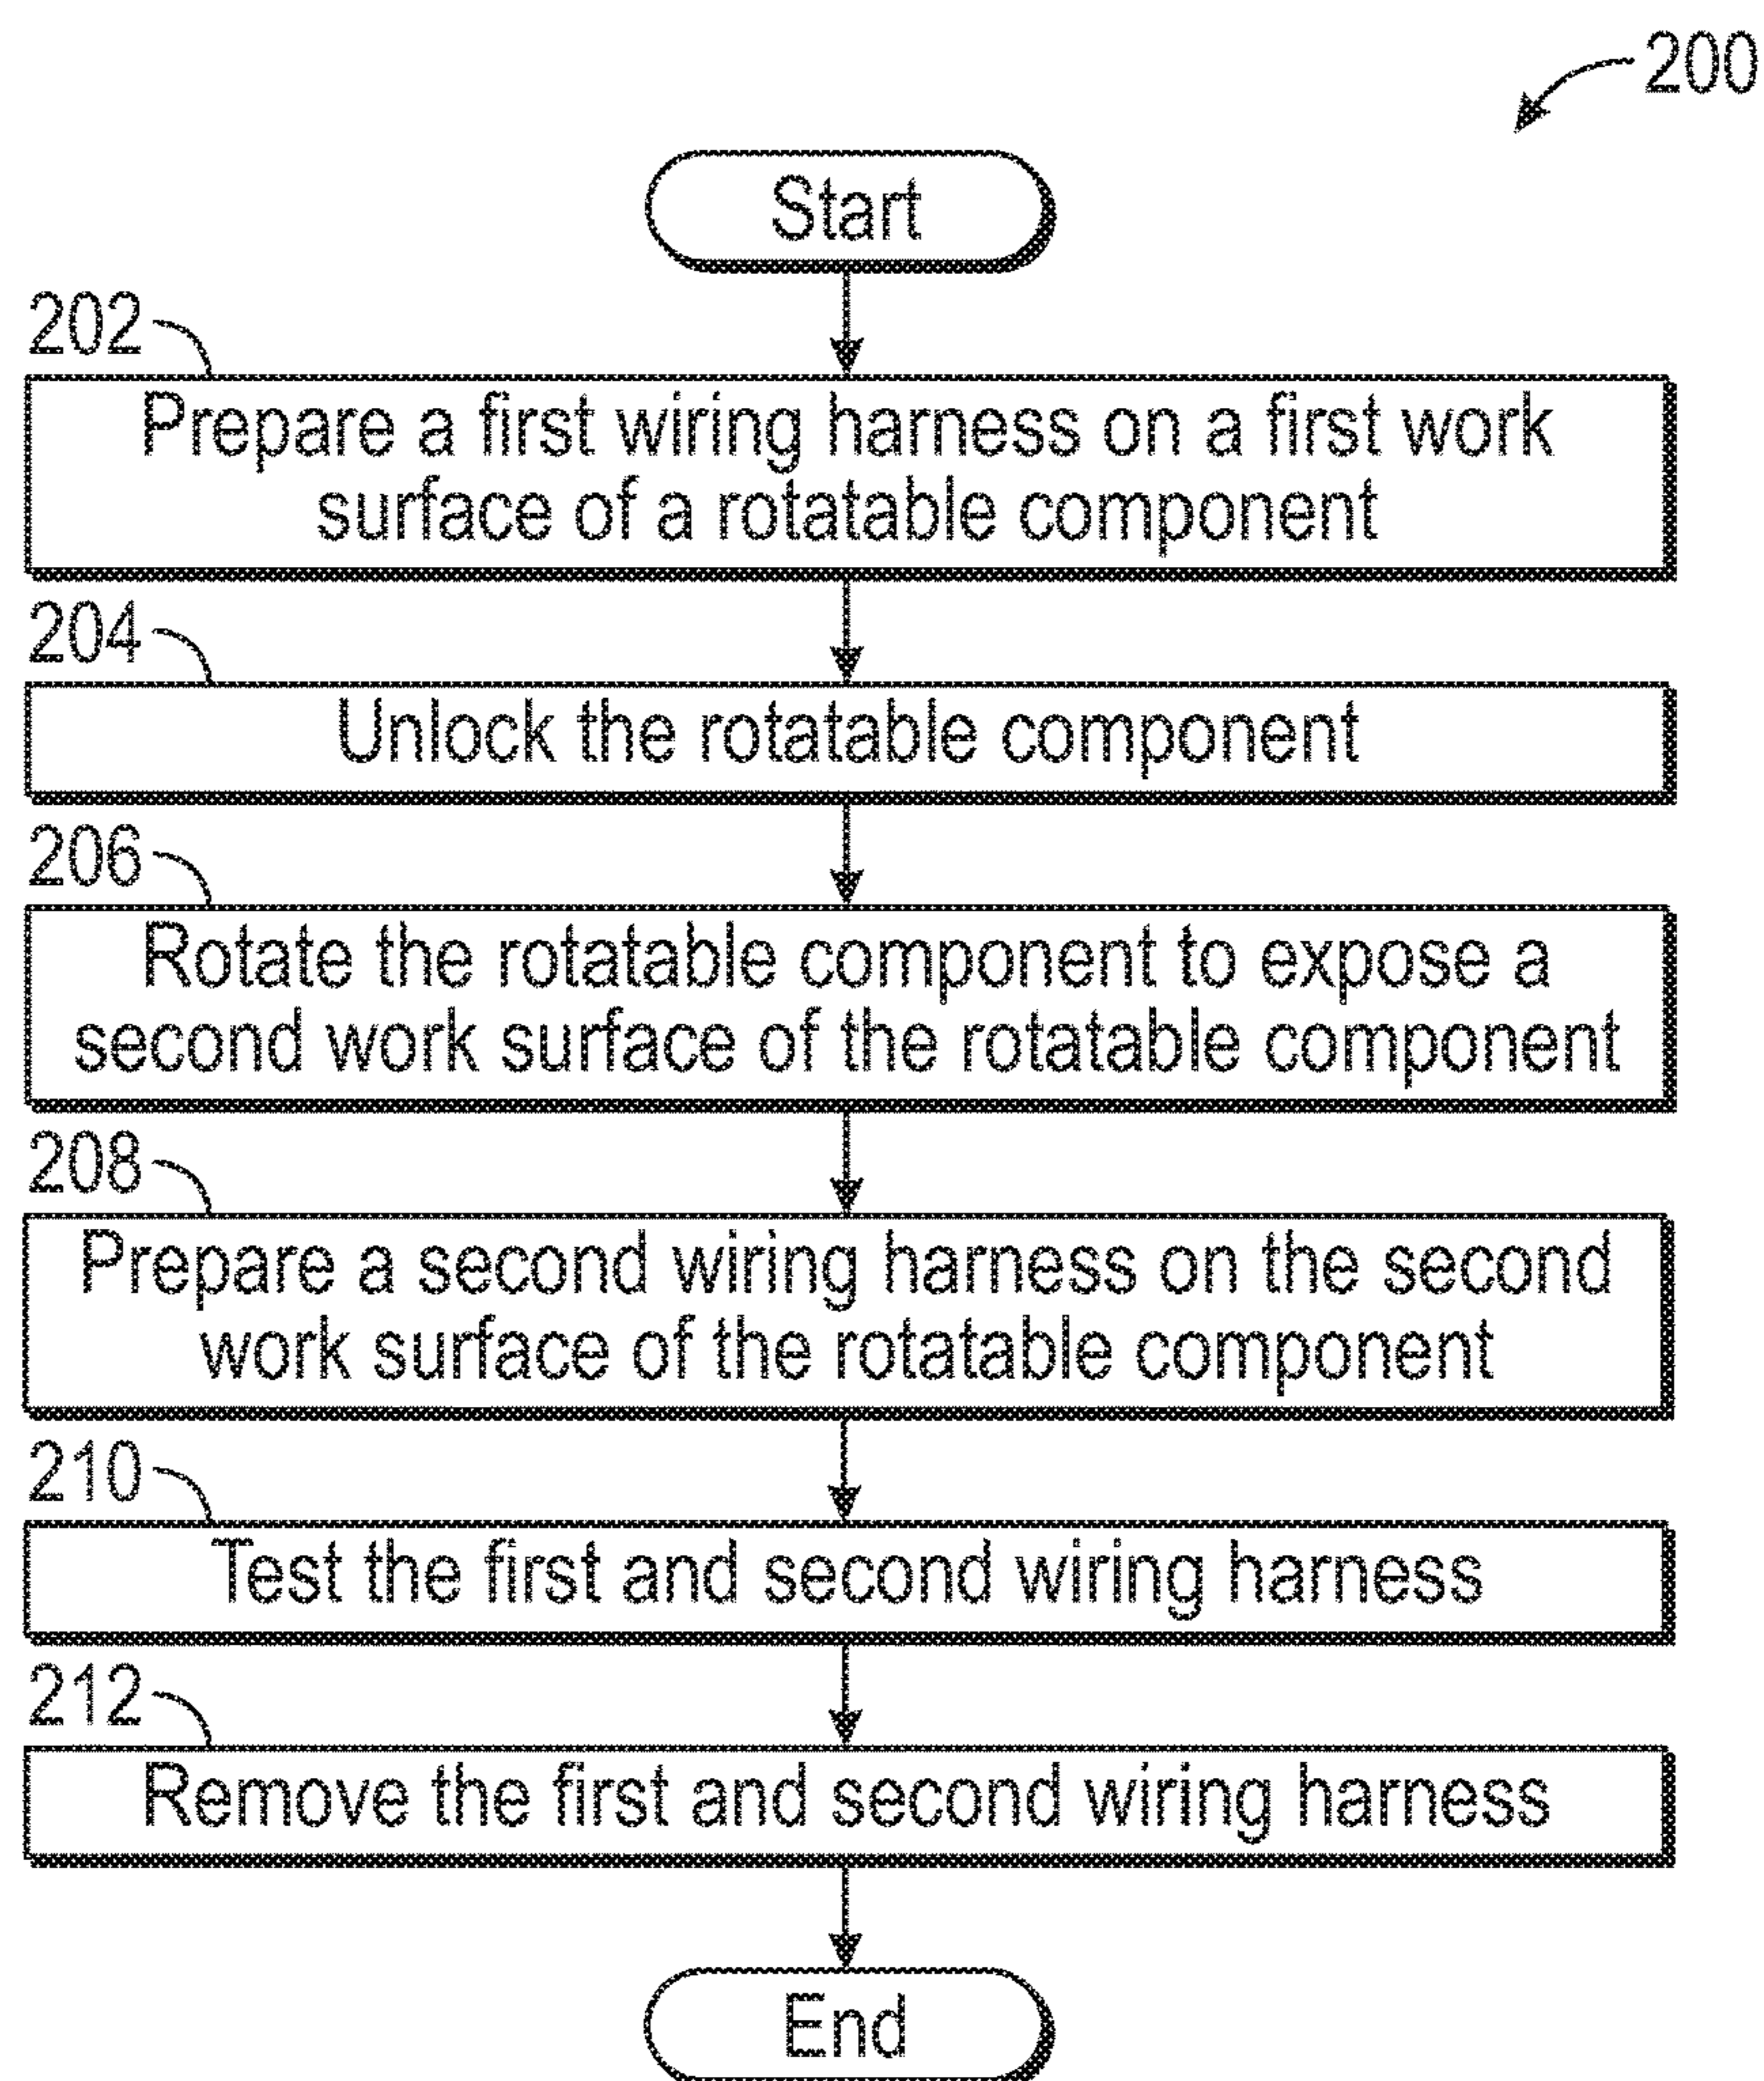 200
Start
202
Prepare a first wiring harness on a first work
surface of a rotatable component
204
Unlock the rotatable component
206
Rotate the rotatable component to expose a
second work surface of the rotatable component
208
Prepare a second wiring harness on the second
work surface of the rotatable component
210
Test the first and second wiring harness
212
Remove the first and second wiring harness
End